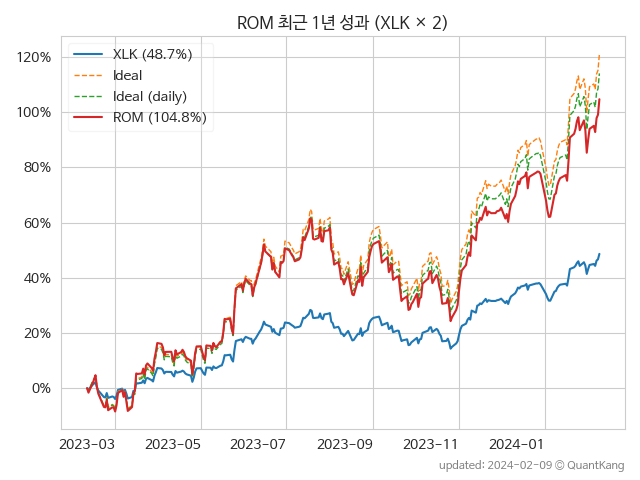 ROM 최근 1년 성과 (XLK × 2)
XLK (48.7%)
Ideal
Ideal (daily)
ROM (104.8%)
120%
100%
80%
60%
40%
20%
0%
2023-03 2023-05 2023-07 2023-09 2023-11 2024-01
updated: 2024-02-09 © QuantKang